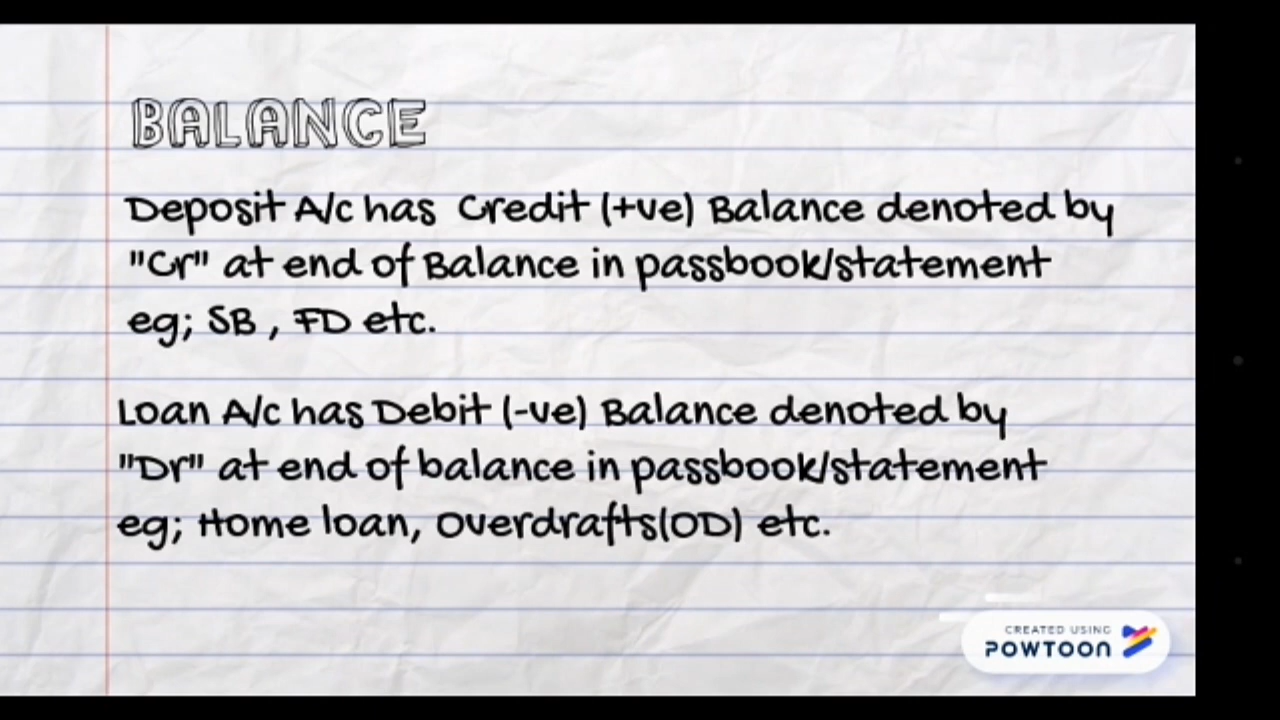 BALANCE
Deposit A/c has Credit (+ve) Balance denoted by
"Cr" at end of Balance in passbook/statement
eg; SB , FD etc.
Loan A/c has Debit (-ve) Balance denoted by
"Dr" at end of balance in passbook/statement
eg; Home loan, Overdrafts(OD) etc.
CREATED USING
POWTOON